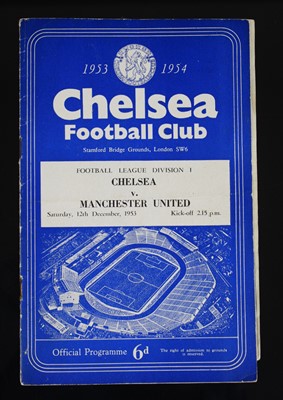 1953 1954
Chelsea
Football Club
Stamford Bridge Grounds, London SW6
FOOTBALL LEAGUE DIVISION I
CHELSEA
v.
MANCHESTER UNITED
Saturday, 12th December, 1953 Kick-off 2.15 p.m.
Official Programme 6d
The right of admission to grounds
is reserved.